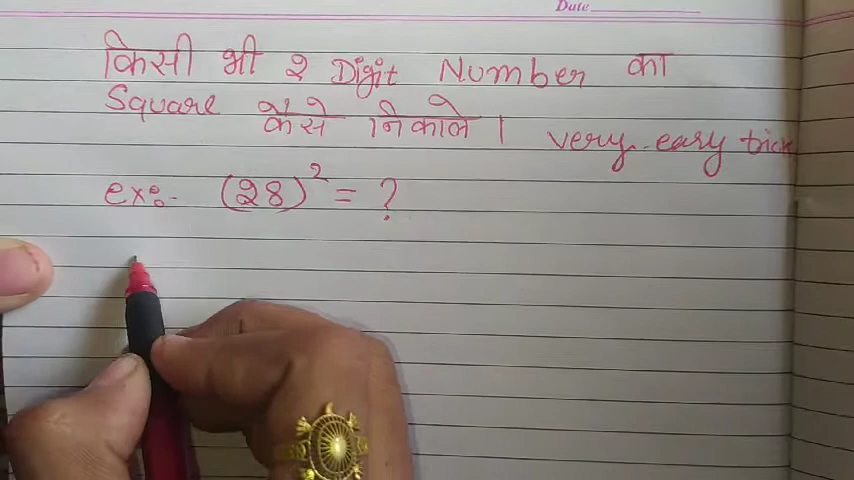 Date
किसी भी 2 Digit Number का
Square कैसे निकाले । very easy trick
ex:- (28)² = ?